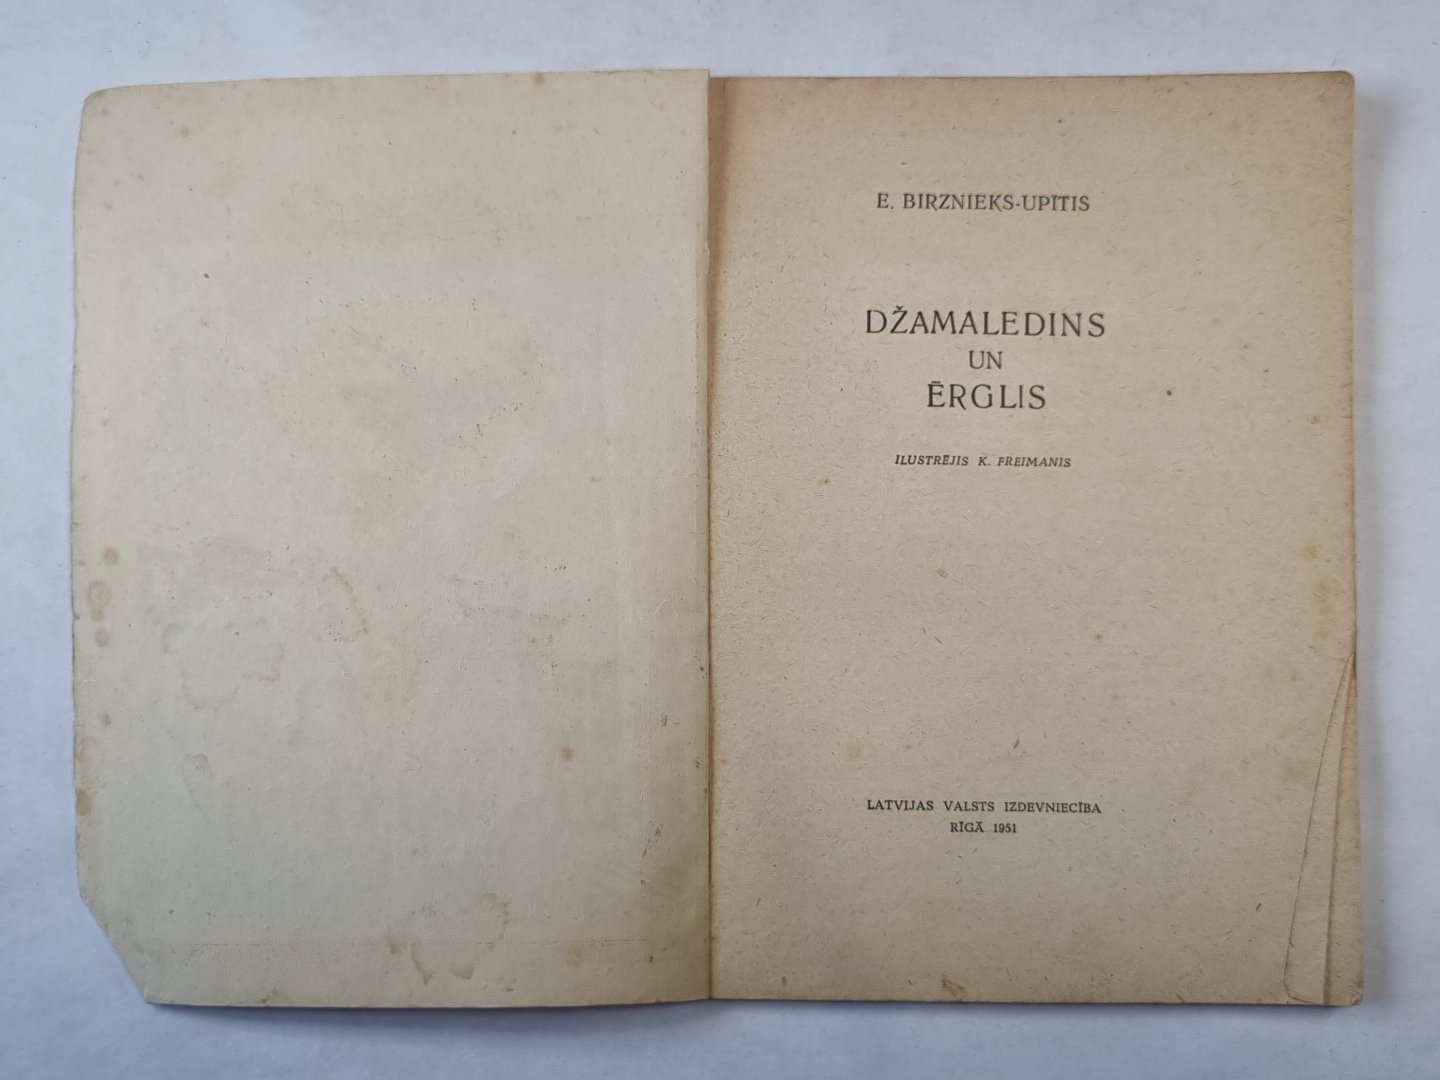 E. BIRZNIEKS-UPITIS
DŽAMALEDINS
UN
ĒRGLIS
ILUSTRĒJIS K. FREIMANIS
LATVIJAS VALSTS IZDEVNIECĪBA
RĪGĀ 1951